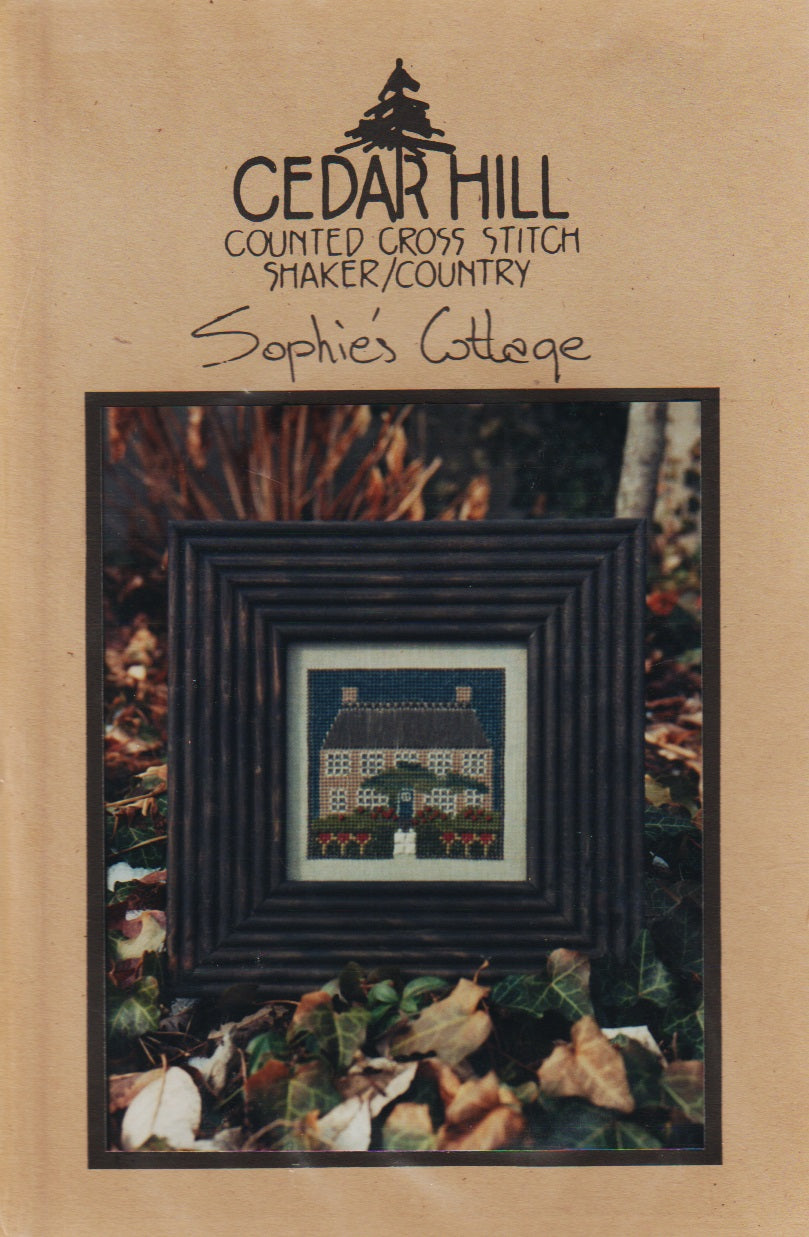 CEDAR HILL
COUNTED CROSS STITCH
SHAKER/COUNTRY
Sophie's Cottage